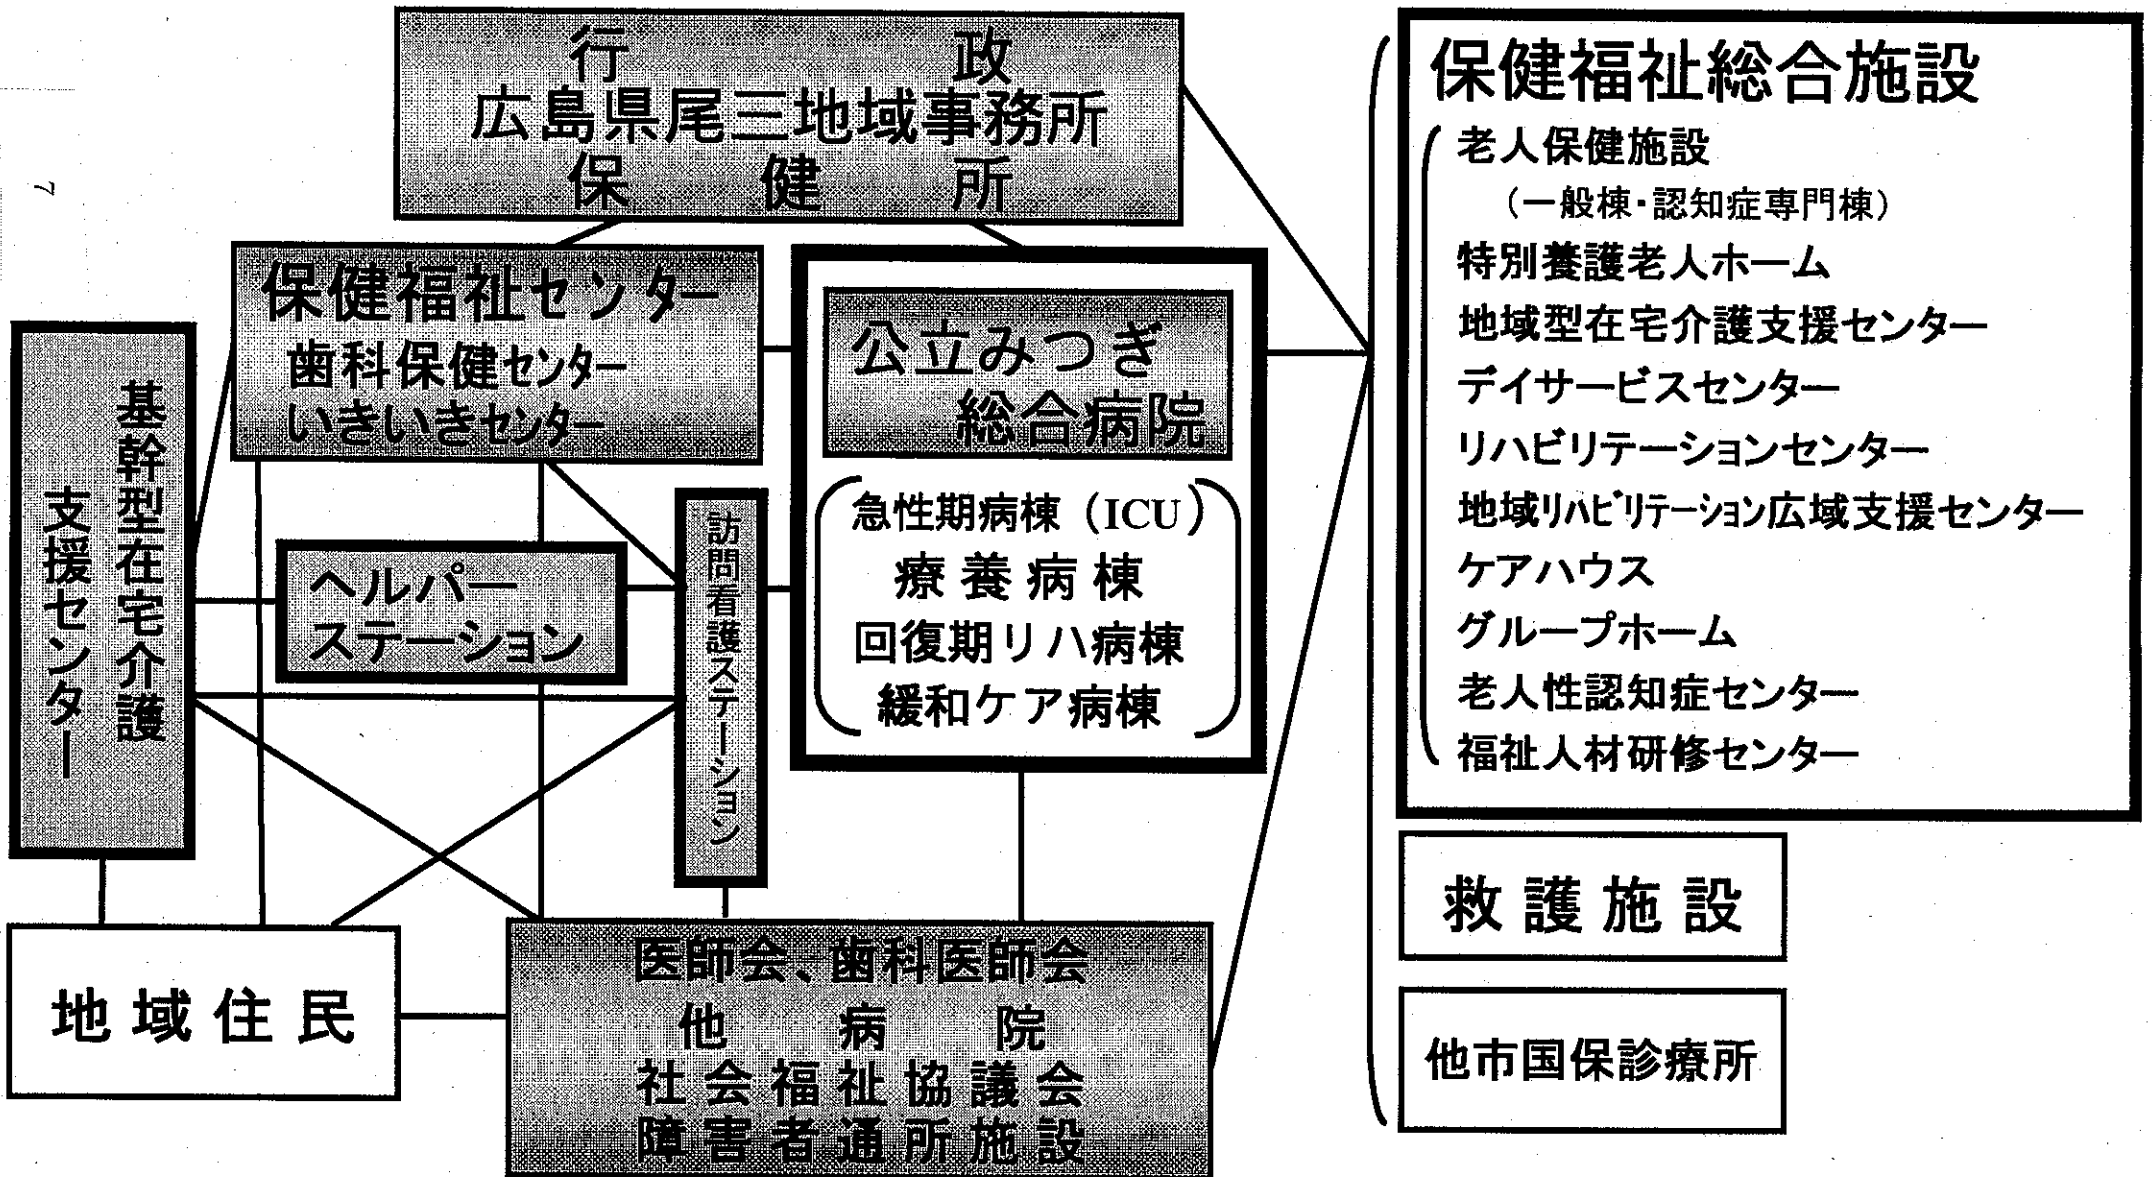 行政
広島県尾三地域事務所
保健所
保健福祉センター
歯科保健センター
いきいきセンター
公立みつぎ
総合病院
急性期病棟（ICU）
療養病棟
回復期リハ病棟
緩和ケア病棟
基幹型在宅介護
支援センター
ヘルパー
ステーション
訪問看護ステーション
地域住民
医師会、歯科医師会
他病院
社会福祉協議会
障害者通所施設
保健福祉総合施設
老人保健施設
（一般棟・認知症専門棟）
特別養護老人ホーム
地域型在宅介護支援センター
デイサービスセンター
リハビリテーションセンター
地域リハビリテーション広域支援センター
ケアハウス
グループホーム
老人性認知症センター
福祉人材研修センター
救護施設
他市国保診療所
7